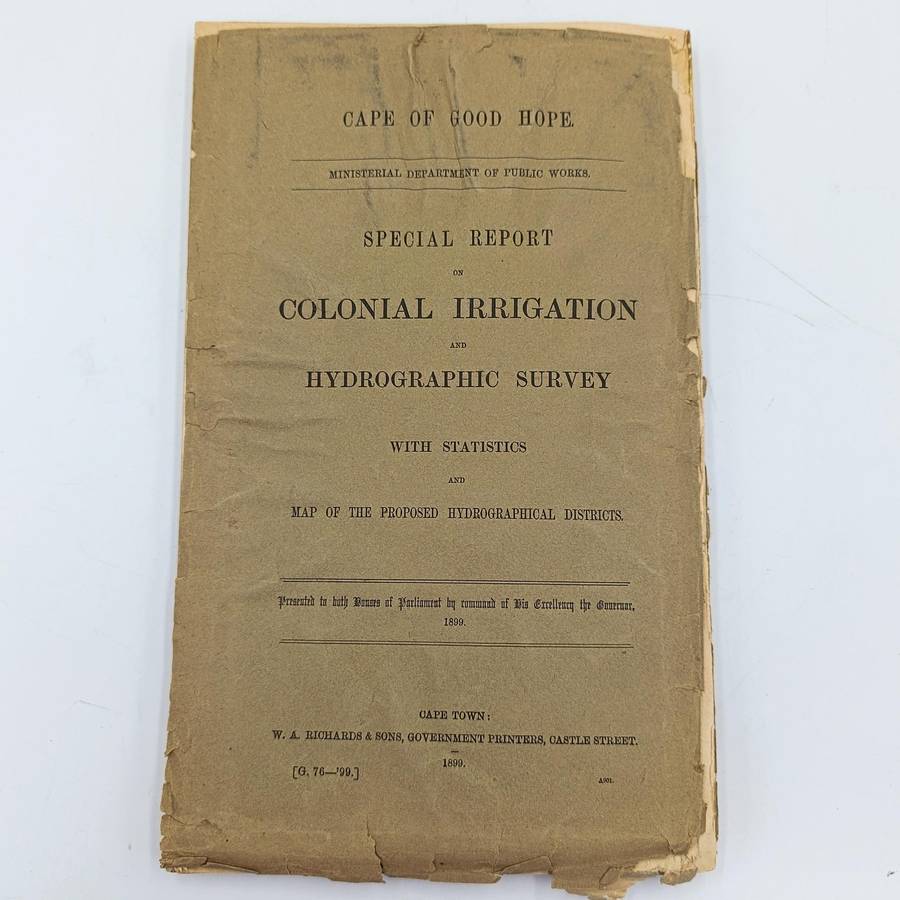 CAPE OF GOOD HOPE.
MINISTERIAL DEPARTMENT OF PUBLIC WORKS.
SPECIAL REPORT
ON
COLONIAL IRRIGATION
AND
HYDROGRAPHIC SURVEY
WITH STATISTICS
AND
MAP OF THE PROPOSED HYDROGRAPHICAL DISTRICTS.
Presented to both Houses of Parliament by command of His Excellency the Governor,
1899.
CAPE TOWN:
W. A. RICHARDS & SONS, GOVERNMENT PRINTERS, CASTLE STREET.
1899.
[G. 76—'99.]
A901.